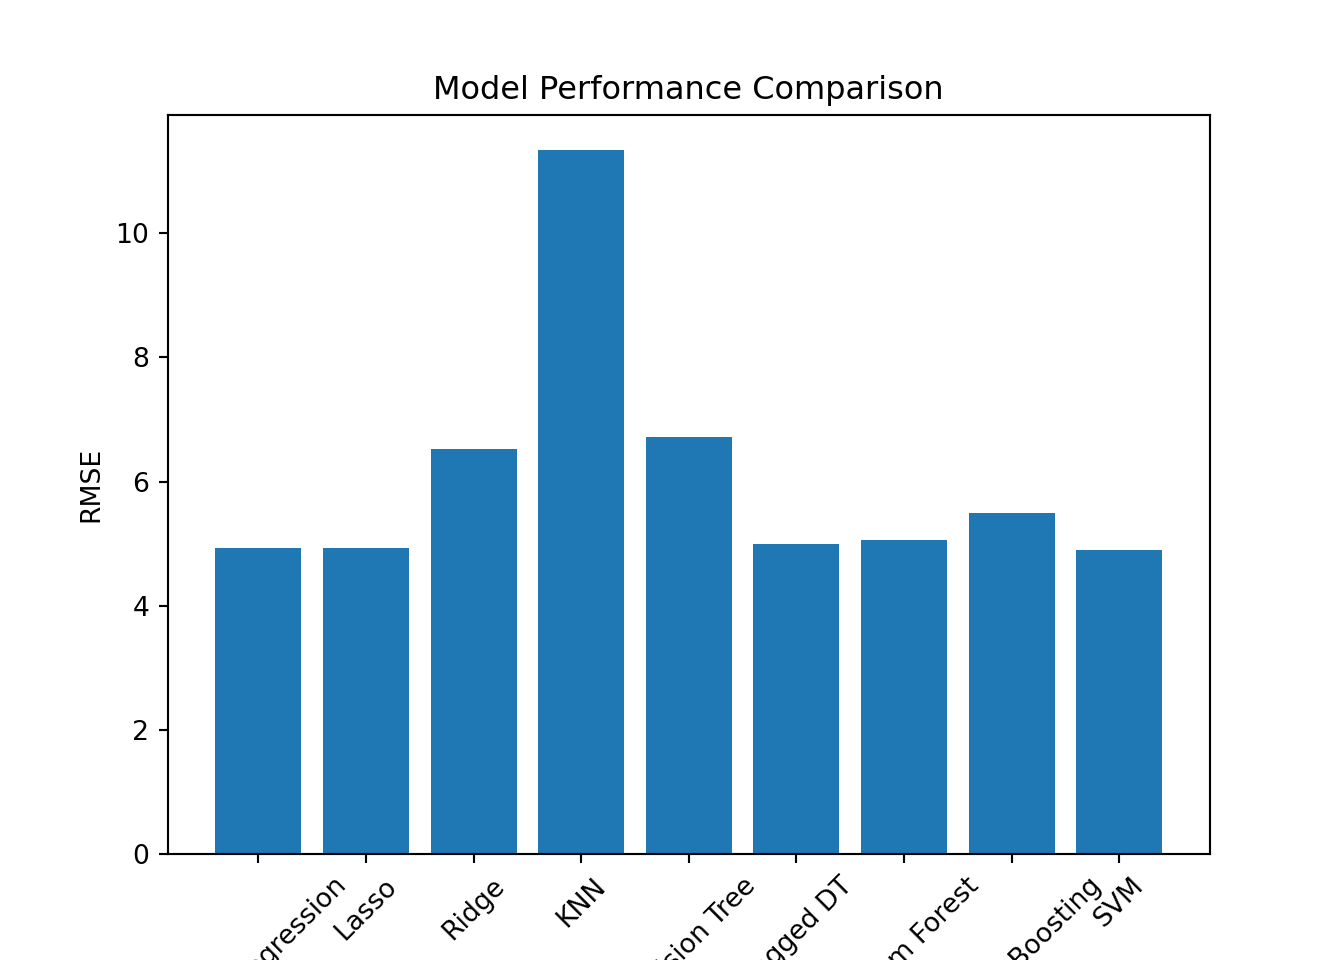 Model Performance Comparison
10
8
6
4
2
0
RMSE
gression
Lasso
Ridge
KNN
sion Tree
gged DT
m Forest
Boosting
SVM